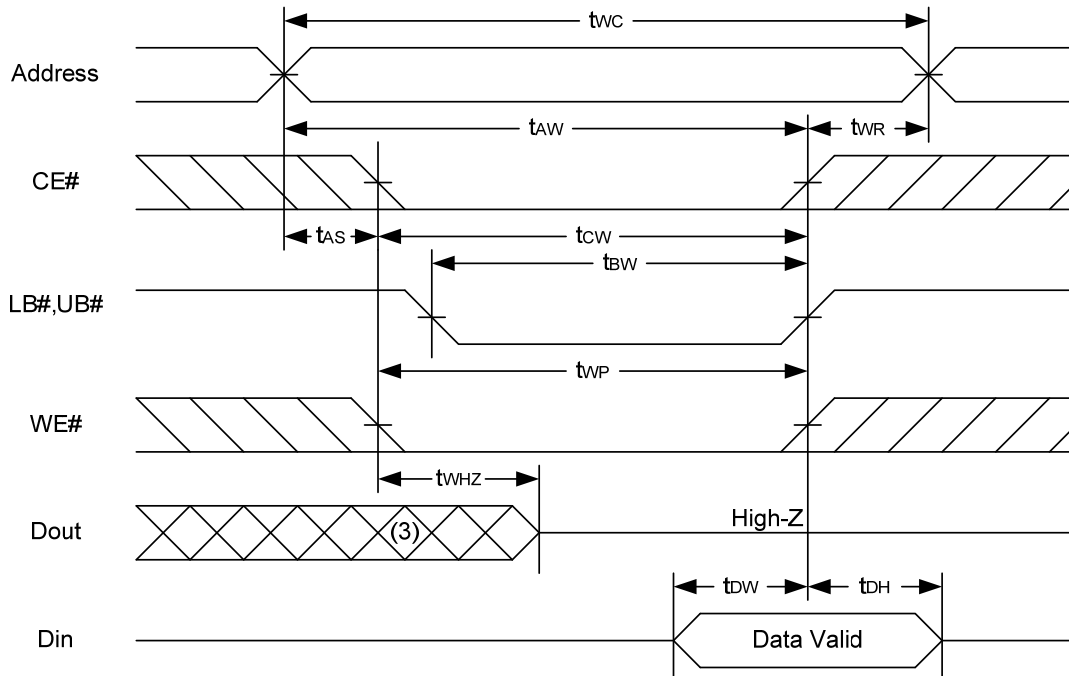 tWC
Address
tAW
tWR
CE#
tAS
tCW
tBW
LB#,UB#
tWP
WE#
tWHZ
Dout
(3)
High-Z
tDW
tDH
Din
Data Valid